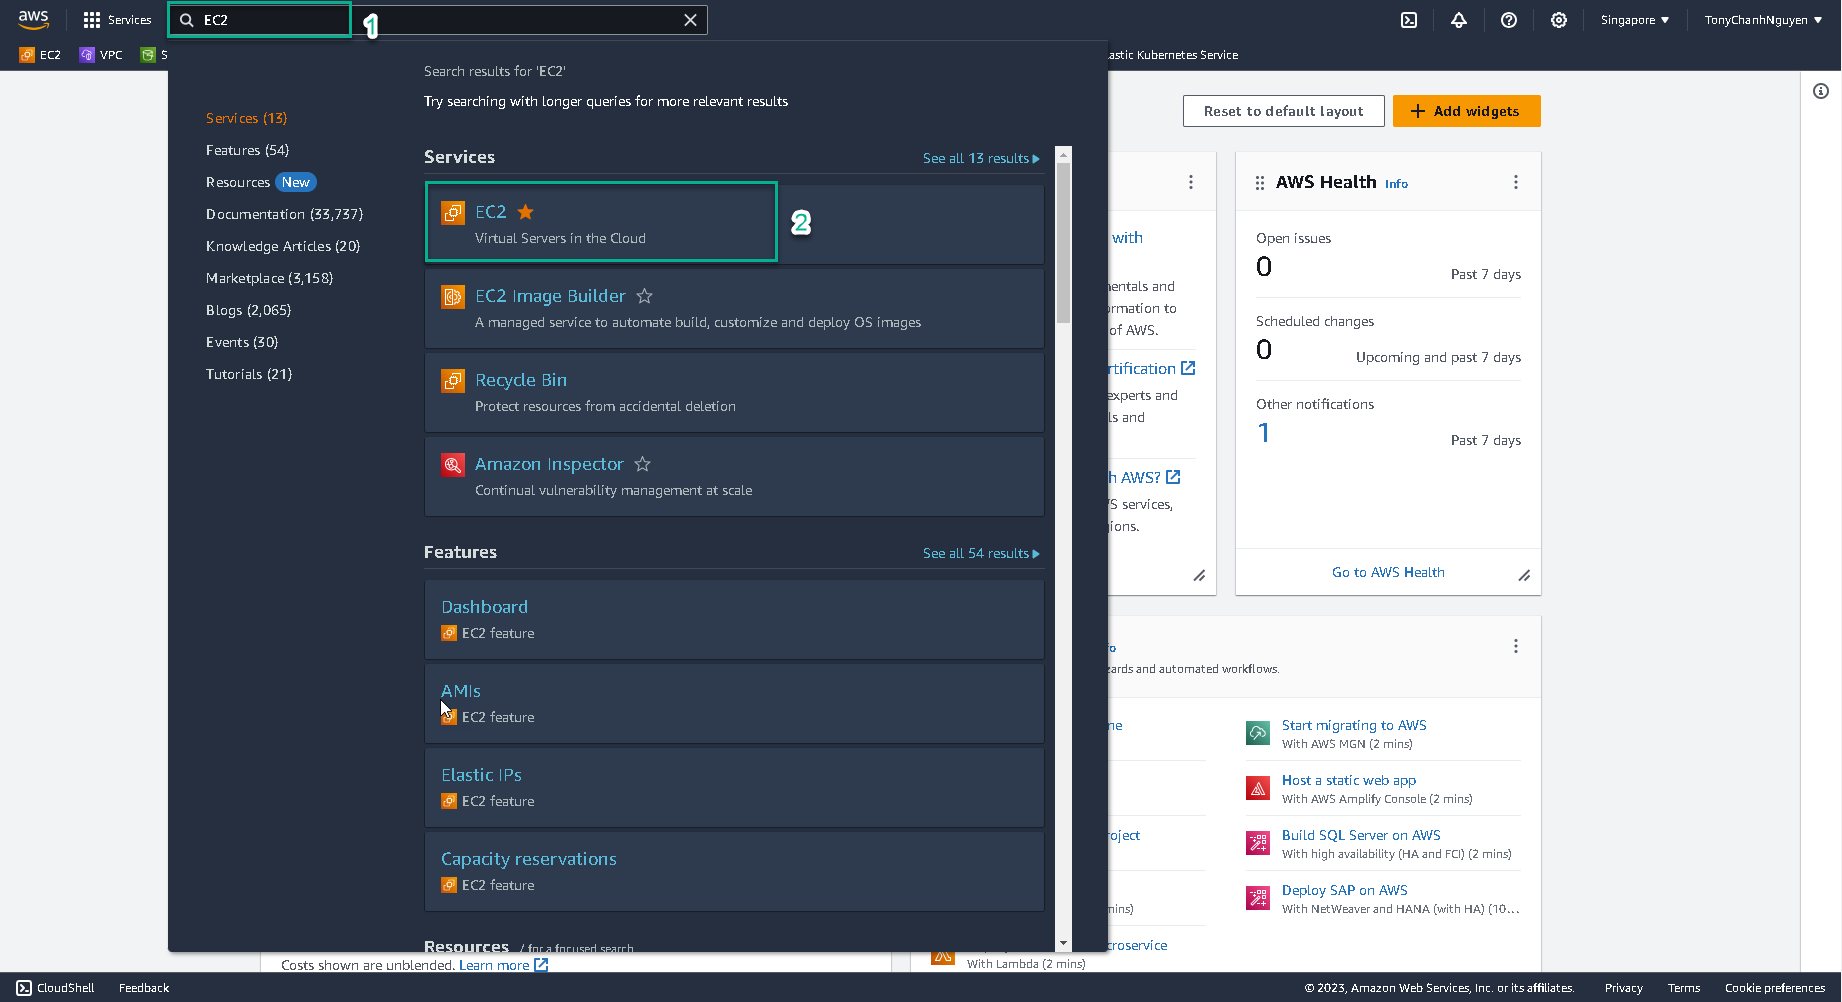 aws
Services
EC2
1
Singapore
TonyChanhNguyen
EC2
VPC
S
astic Kubernetes Service
Search results for 'EC2'
Try searching with longer queries for more relevant results
Services (13)
Features (54)
Resources New
Documentation (33,737)
Knowledge Articles (20)
Marketplace (3,158)
Blogs (2,065)
Events (30)
Tutorials (21)
Services
See all 13 results
EC2
Virtual Servers in the Cloud
2
EC2 Image Builder
A managed service to automate build, customize and deploy OS images
Recycle Bin
Protect resources from accidental deletion
Amazon Inspector
Continual vulnerability management at scale
Features
See all 54 results
Dashboard
EC2 feature
AMIs
EC2 feature
Elastic IPs
EC2 feature
Capacity reservations
EC2 feature
Resources / for a focused search
Reset to default layout
Add widgets
with
entals and
rmation to
of AWS.
rtification
experts and
ls and
h AWS?
S services,
gions.
AWS Health Info
Open issues
0
Past 7 days
Scheduled changes
0
Upcoming and past 7 days
Other notifications
1
Past 7 days
Go to AWS Health
fo
zards and automated workflows.
ne
oject
mins)
croservice
With Lambda (2 mins)
Start migrating to AWS
With AWS MGN (2 mins)
Host a static web app
With AWS Amplify Console (2 mins)
Build SQL Server on AWS
With high availability (HA and FCI) (2 mins)
Deploy SAP on AWS
With NetWeaver and HANA (with HA) (10...
Costs shown are unblended. Learn more
CloudShell
Feedback
© 2023, Amazon Web Services, Inc. or its affiliates.
Privacy
Terms
Cookie preferences